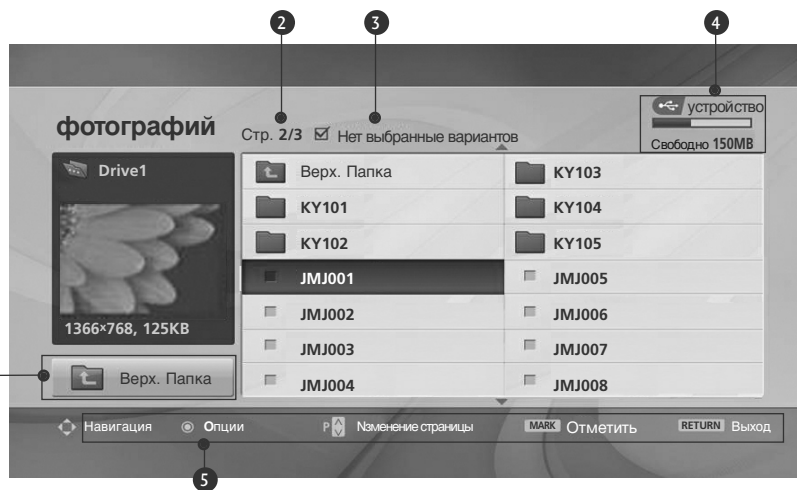 2 3 4
устройство
Свободно 150MB
фотографий
Стр. 2/3 Нет выбранные вариантов
Drive1
1366×768, 125KB
Верх. Папка
Верх. Папка KY103
KY101 KY104
KY102 KY105
JMJ001 JMJ005
JMJ002 JMJ006
JMJ003 JMJ007
JMJ004 JMJ008
Навигация Опции P Nзменение страницы MARK Отметить RETURN Выход
5